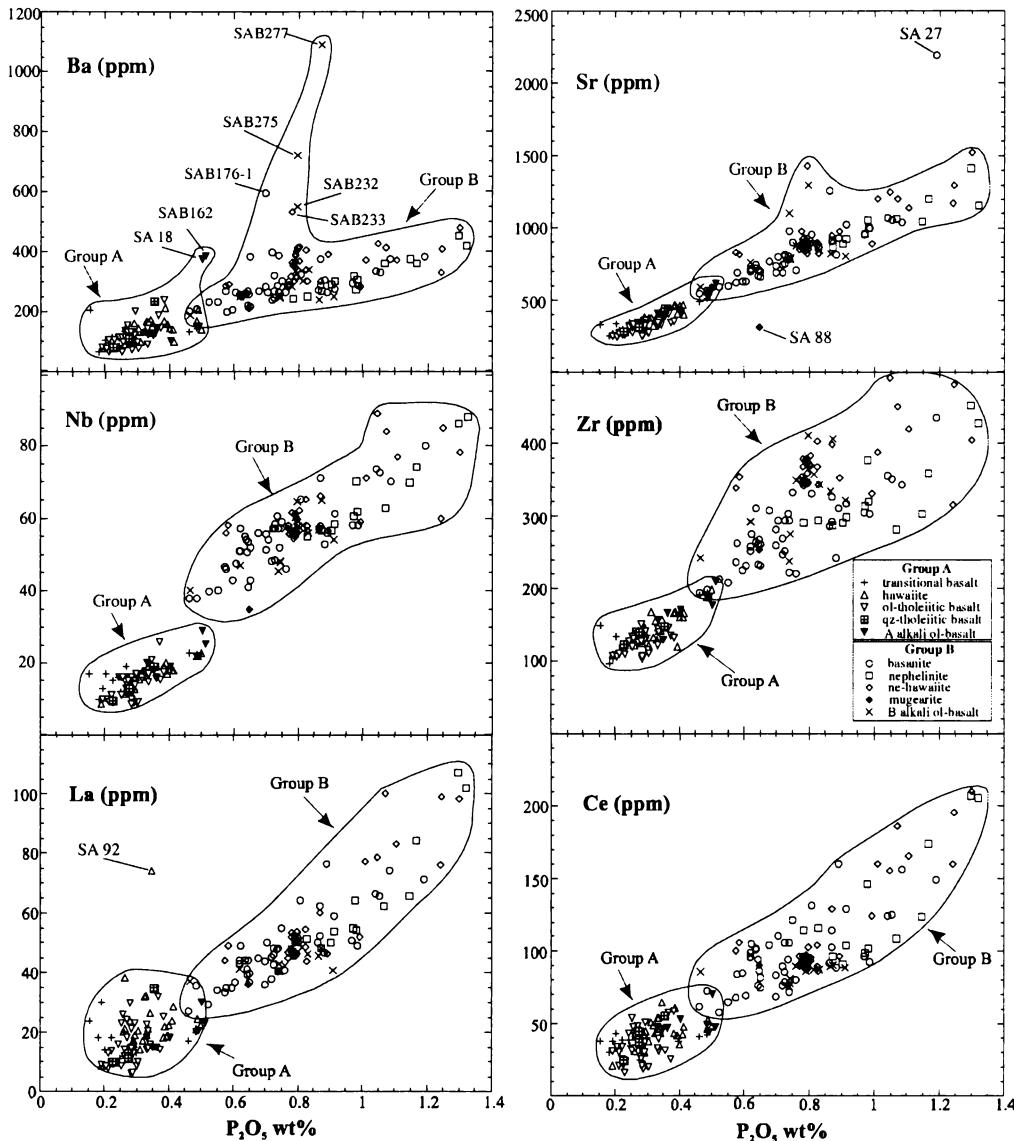 Ba (ppm)
1200
1000
800
600
400
200
0
SAB277
SAB275
SAB176-1
SAB232
SAB233
SAB162
SA 18
Group A
Group B
Sr (ppm)
2500
2000
1500
1000
500
0
SA 27
Group B
Group A
SA 88
Nb (ppm)
80
60
40
20
0
Group B
Group A
Zr (ppm)
400
300
200
100
0
Group B
Group A
Group A
+ transitional basalt
△ hawaiite
▽ ol-tholeiitic basalt
qz-tholeiitic basalt
▼ A alkali ol-basalt
Group B
○ basanite
□ nephelinite
◇ ne-hawaiite
◆ mugearite
× B alkali ol-basalt
La (ppm)
100
80
60
40
20
0
SA 92
Group B
Group A
0 0.2 0.4 0.6 0.8 1 1.2 1.4
P₂O₅ wt%
Ce (ppm)
200
150
100
50
0
Group A
Group B
0 0.2 0.4 0.6 0.8 1 1.2 1.4
P₂O₅ wt%